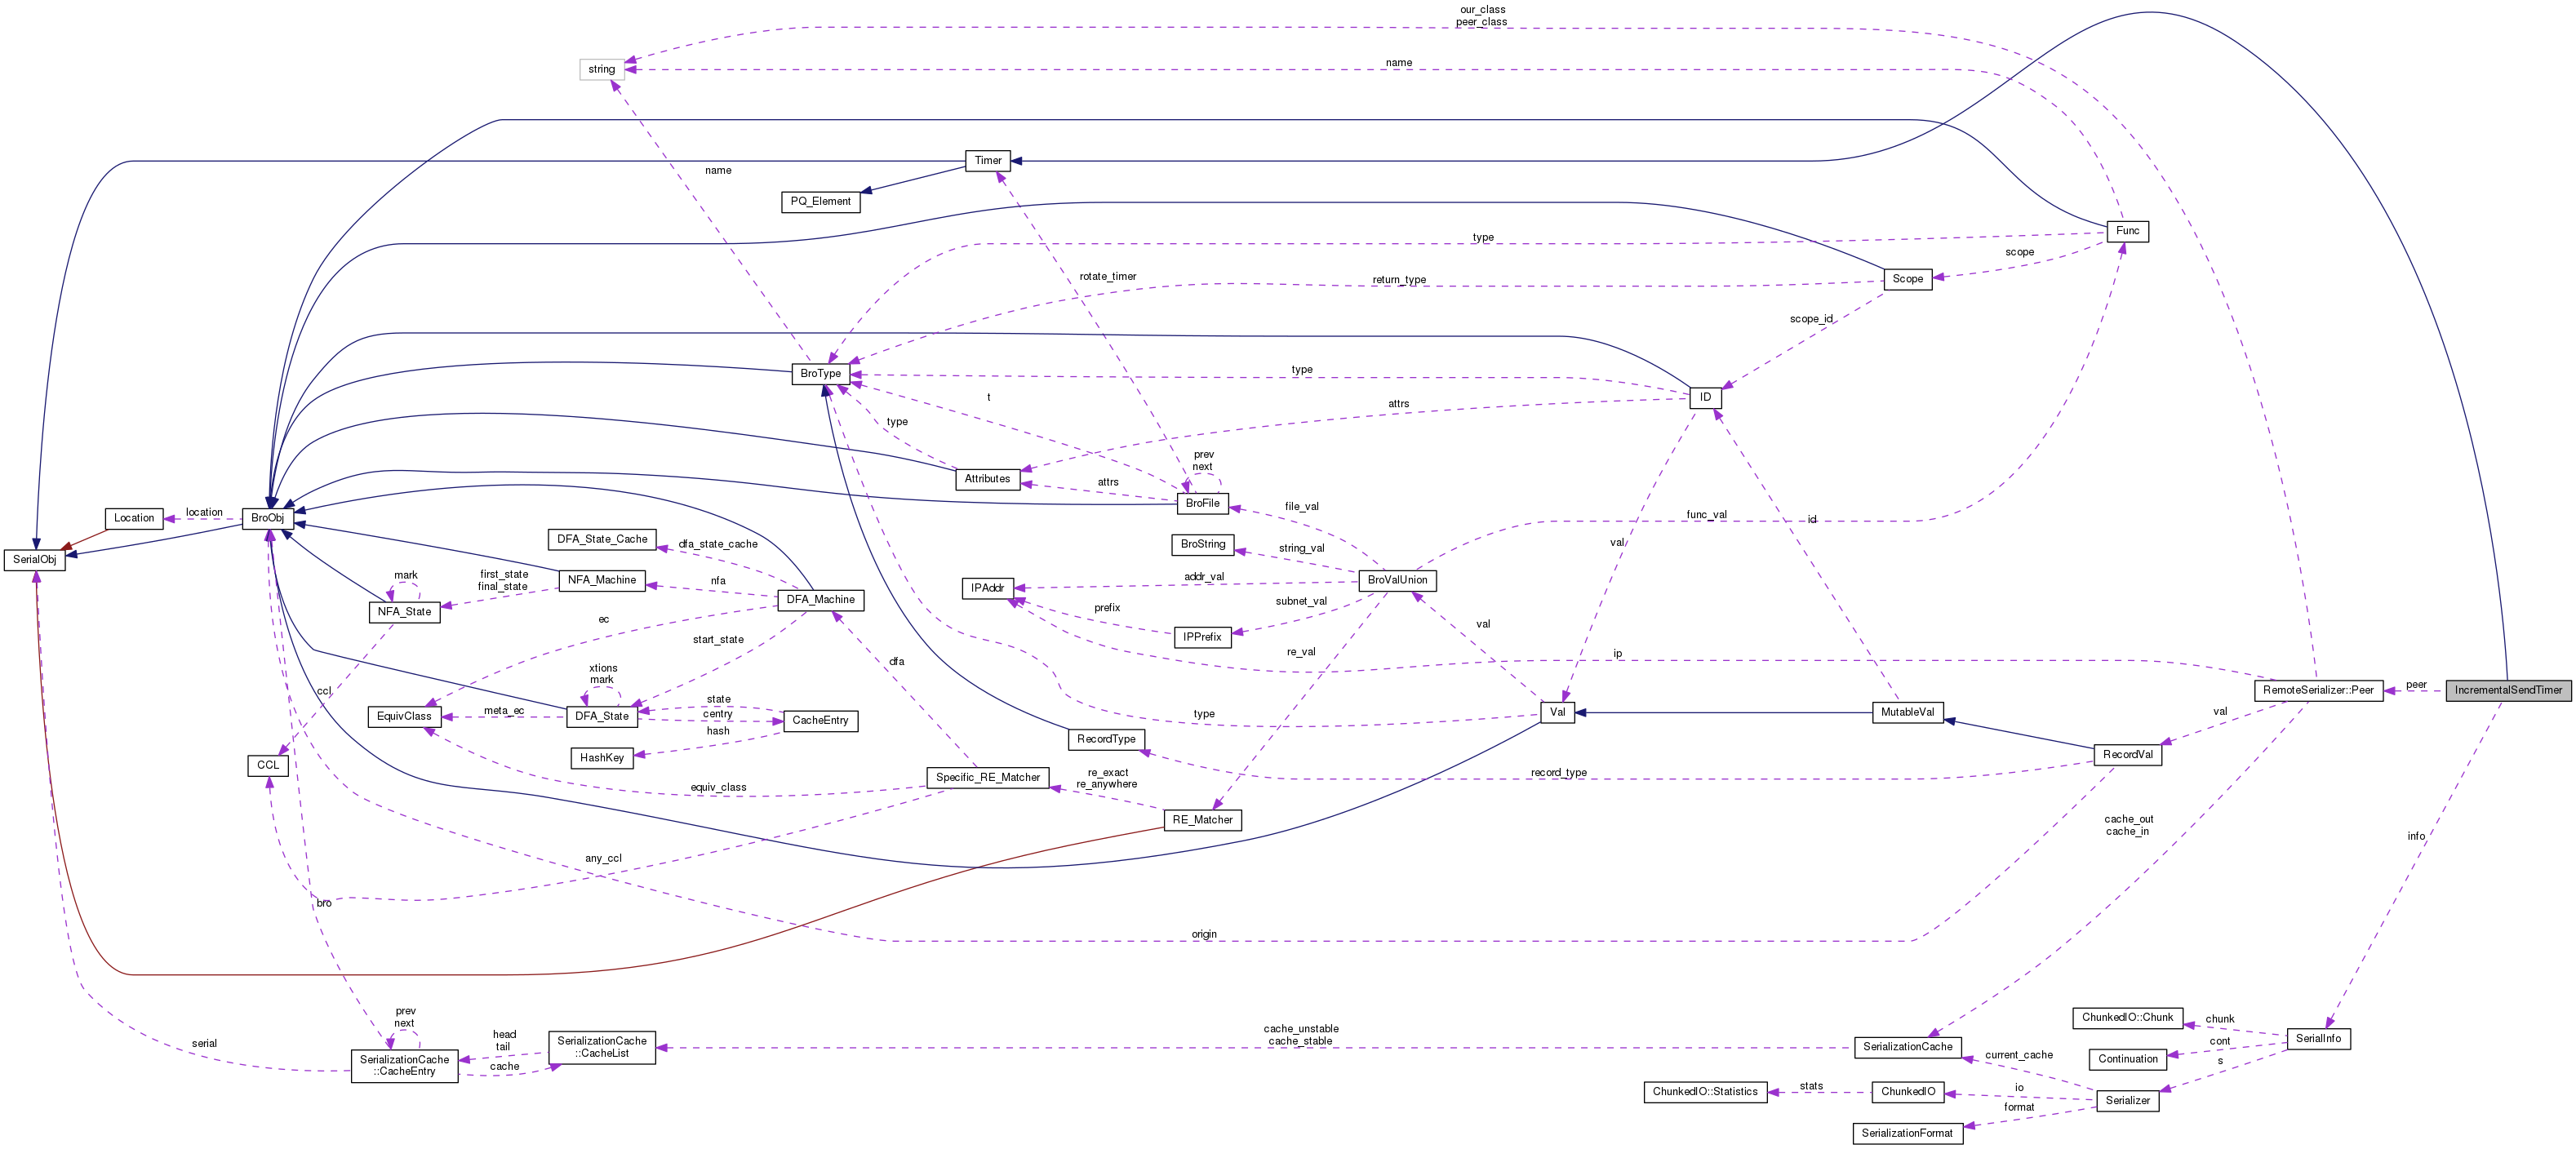 our_class
peer_class
string
name
Timer
name
PQ_Element
Func
type
scope
rotate_timer
return_type
Scope
scope_id
BroType
type
t
ID
attrs
type
prev
next
Attributes
attrs
BroFile
file_val
func_val
id
Location
location
BroObj
SerialObj
DFA_State_Cache
dfa_state_cache
BroString
string_val
val
mark
first_state
final_state
NFA_Machine
nfa
IPAddr
addr_val
BroValUnion
NFA_State
DFA_Machine
prefix
subnet_val
ec
start_state
IPPrefix
val
re_val
ip
xtions
mark
dfa
ccl
RemoteSerializer::Peer
peer
IncrementalSendTimer
EquivClass
meta_ec
DFA_State
state
centry
CacheEntry
type
Val
MutableVal
val
hash
RecordType
CCL
HashKey
RecordVal
Specific_RE_Matcher
re_exact
re_anywhere
record_type
equiv_class
RE_Matcher
cache_out
cache_in
info
any_ccl
bro
origin
prev
next
ChunkedIO::Chunk
chunk
serial
head
tail
SerializationCache
::CacheList
cache_unstable
cache_stable
SerializationCache
SerialInfo
cont
SerializationCache
::CacheEntry
cache
current_cache
Continuation
s
ChunkedIO::Statistics
stats
ChunkedIO
io
Serializer
format
SerializationFormat